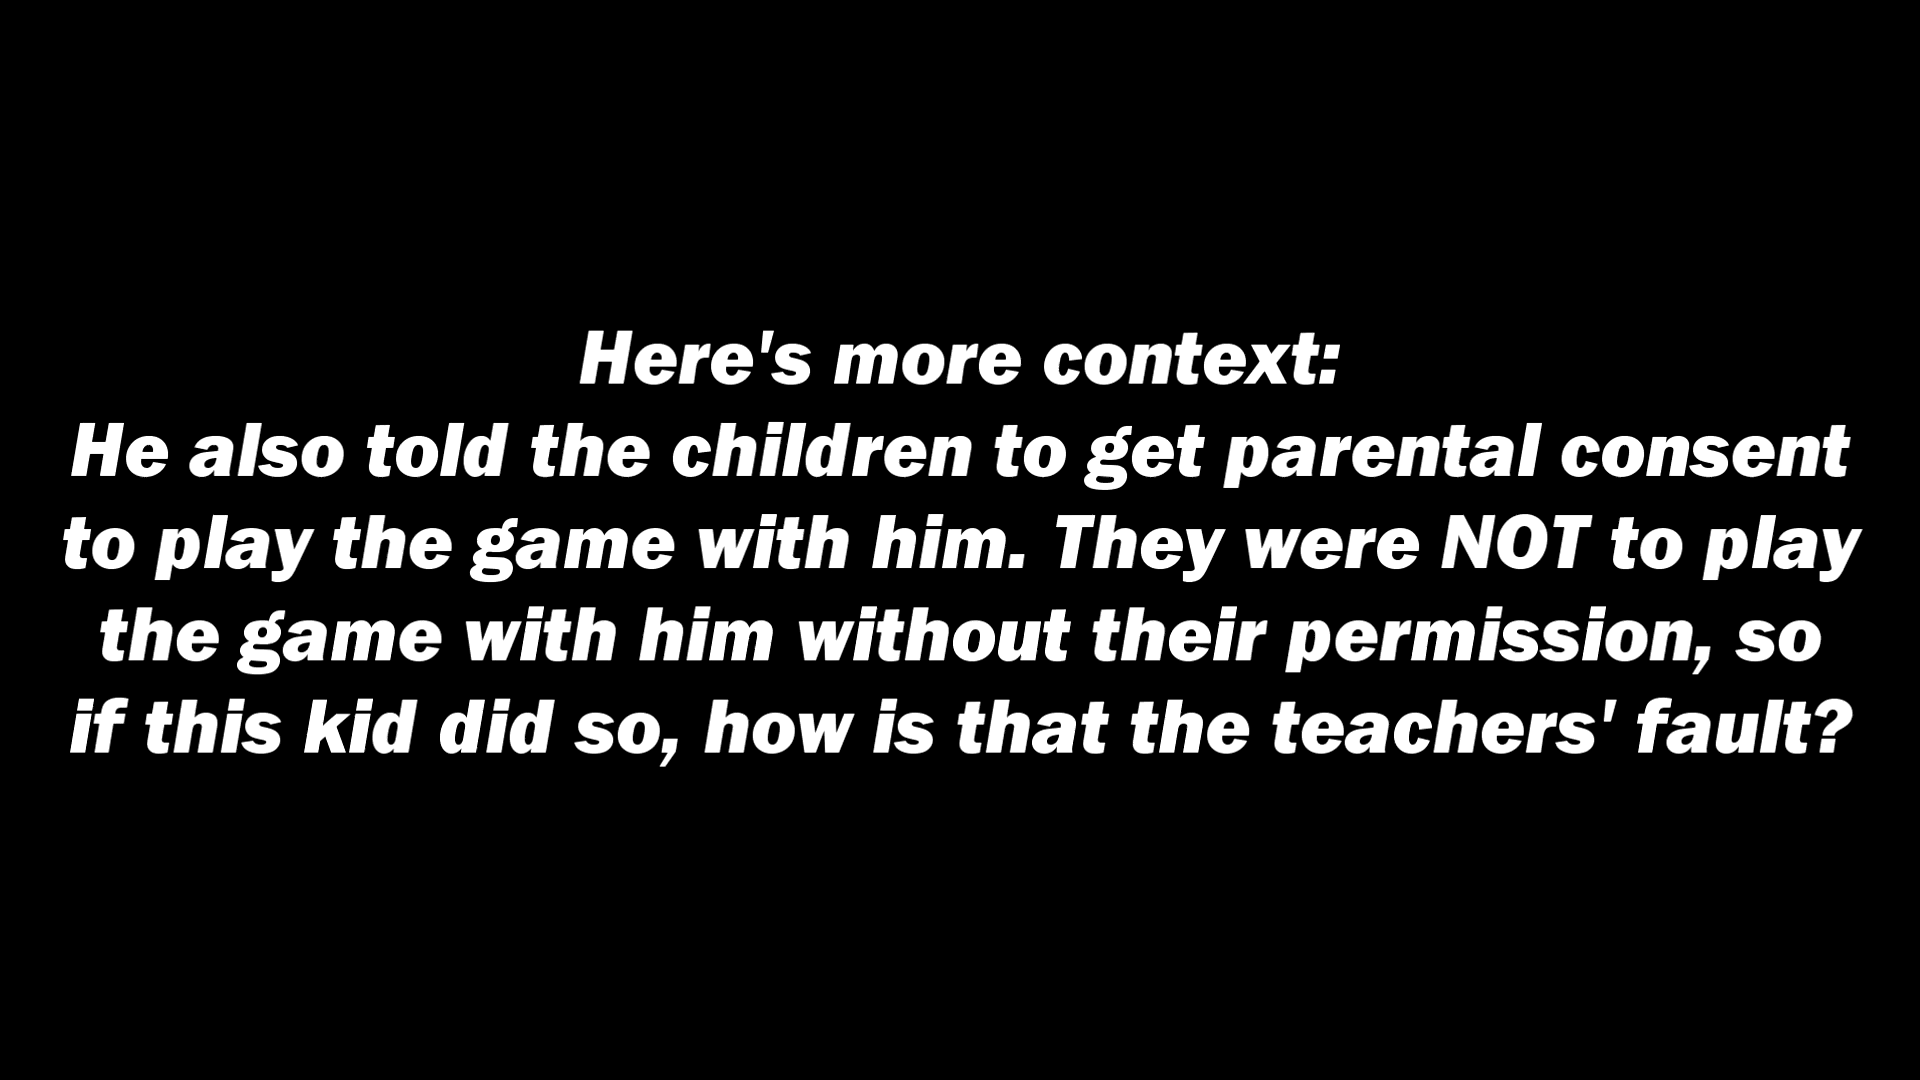 Here's more context:
He also told the children to get parental consent
to play the game with him. They were NOT to play
the game with him without their permission, so
if this kid did so, how is that the teachers' fault?